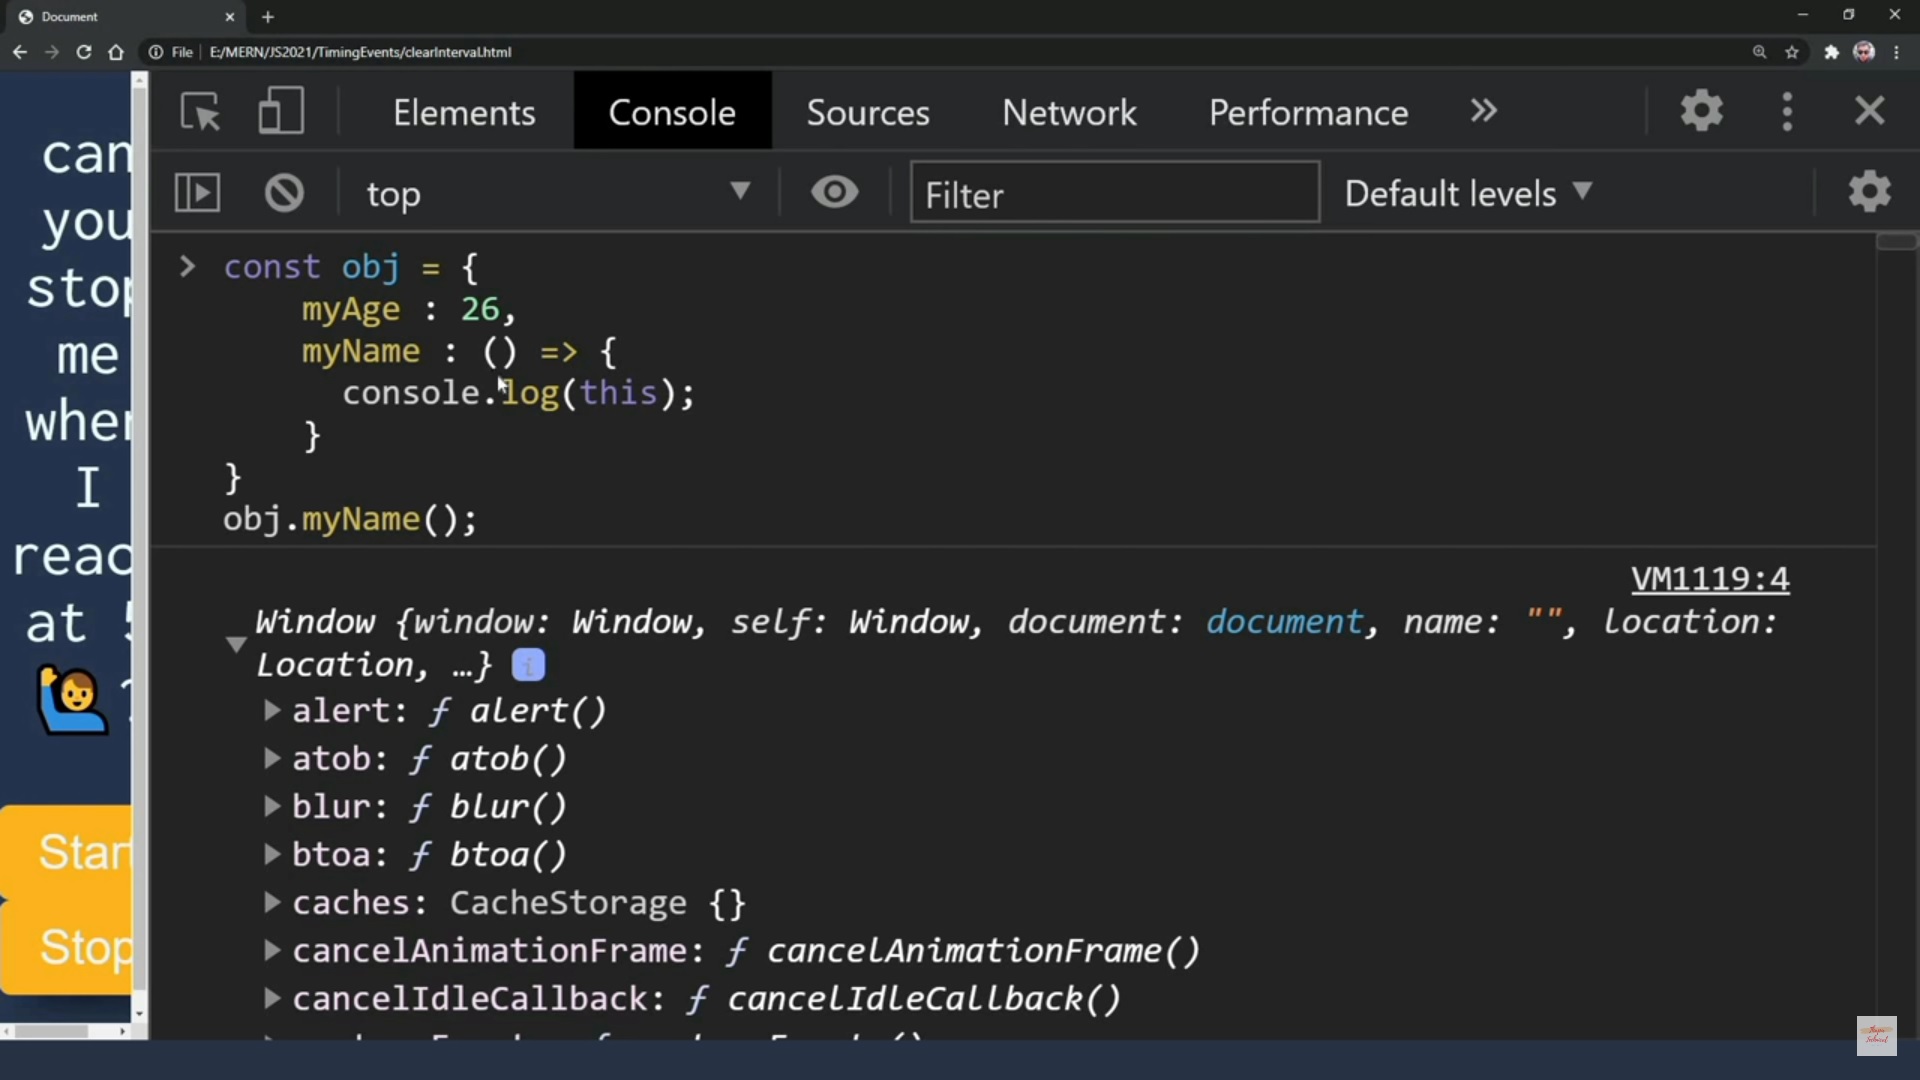 Document
File E:/MERN/JS2021/TimingEvents/clearInterval.html
Elements Console Sources Network Performance
top Filter Default levels
can
you
stop
me
when
I
reac
at
?
Start
Stop
> const obj = {
myAge : 26,
myName : () => {
console.log(this);
}
}
obj.myName();
VM1119:4
Window {window: Window, self: Window, document: document, name: "", location:
Location, …} i
alert: ƒ alert()
atob: ƒ atob()
blur: ƒ blur()
btoa: ƒ btoa()
caches: CacheStorage {}
cancelAnimationFrame: ƒ cancelAnimationFrame()
cancelIdleCallback: ƒ cancelIdleCallback()